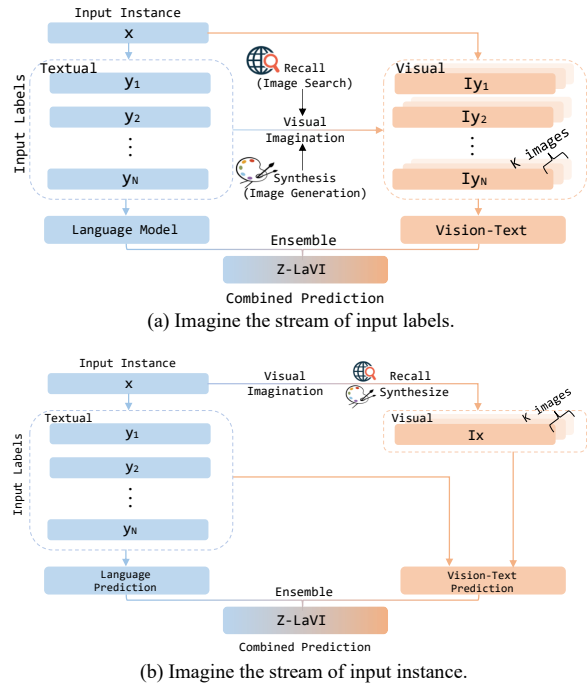 Input Instance
x
Input Labels
Textual
y1
y2
yN
Recall
(Image Search)
Visual
Imagination
Synthesis
(Image Generation)
Visual
Iy1
Iy2
IyN
K images
Language Model
Vision-Text
Ensemble
Z-LaVI
Combined Prediction
(a) Imagine the stream of input labels.
Input Instance
x
Visual
Imagination
Recall
Synthesize
Input Labels
Textual
y1
y2
yN
Visual
Ix
K images
Language
Prediction
Vision-Text
Prediction
Ensemble
Z-LaVI
Combined Prediction
(b) Imagine the stream of input instance.